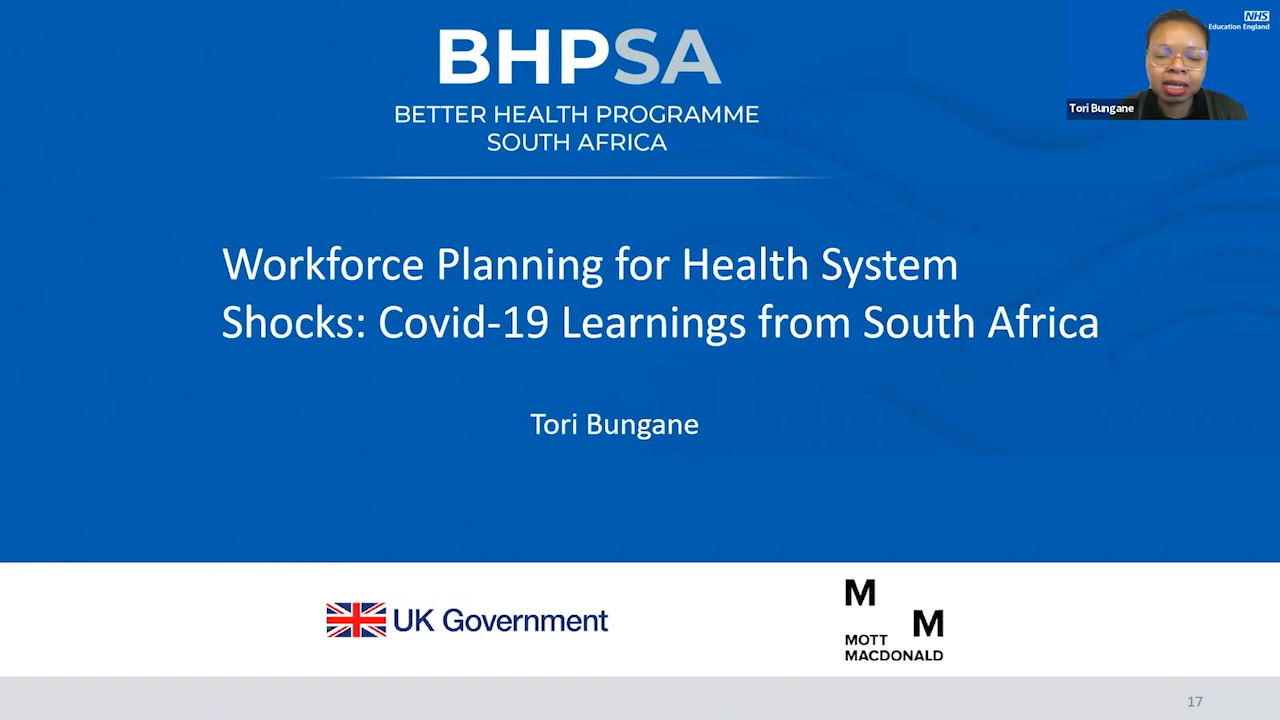 BHPSA
BETTER HEALTH PROGRAMME
SOUTH AFRICA
NHS
Education England
Tori Bungane
Workforce Planning for Health System
Shocks: Covid-19 Learnings from South Africa
Tori Bungane
UK Government
M
M
MOTT
MACDONALD
17